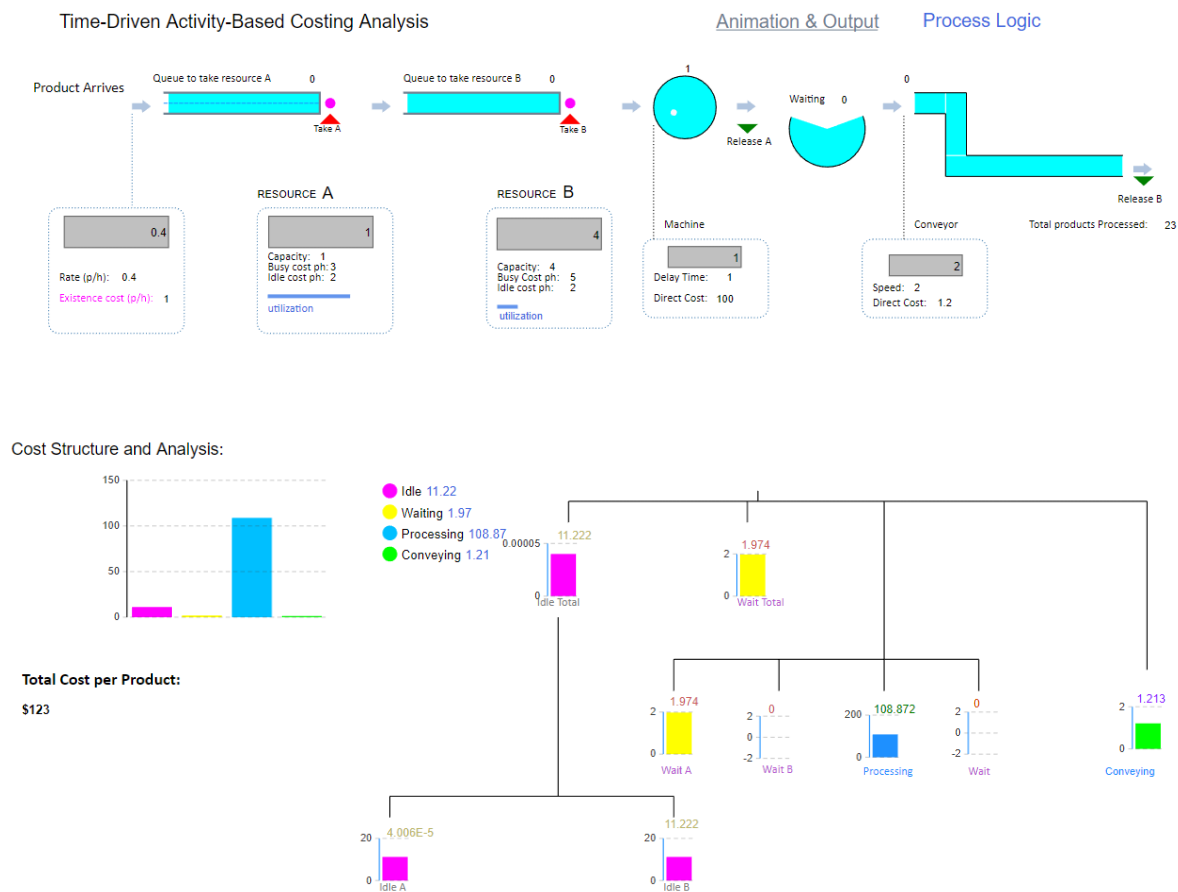 Time-Driven Activity-Based Costing Analysis
Animation & Output
Process Logic
Product Arrives
Queue to take resource A 0
Take A
Queue to take resource B 0
Take B
1
Release A
Waiting 0
0
Release B
Total products Processed: 23
0.4
Rate (p/h): 0.4
Existence cost (p/h): 1
RESOURCE A
1
Capacity: 1
Busy cost ph: 3
Idle cost ph: 2
utilization
RESOURCE B
4
Capacity: 4
Busy Cost ph: 5
Idle cost ph: 2
utilization
Machine
1
Delay Time: 1
Direct Cost: 100
Conveyor
2
Speed: 2
Direct Cost: 1.2
Cost Structure and Analysis:
150
100
50
0
Idle 11.22
Waiting 1.97
Processing 108.87
Conveying 1.21
11.222
0.00005
0
Idle Total
1.974
2
0
Wait Total
Total Cost per Product:
$123
1.974
2
0
Wait A
0
2
0
-2
Wait B
108.872
200
0
Processing
0
2
0
-2
Wait
1.213
2
0
Conveying
4.006E-5
20
0
Idle A
11.222
20
0
Idle B